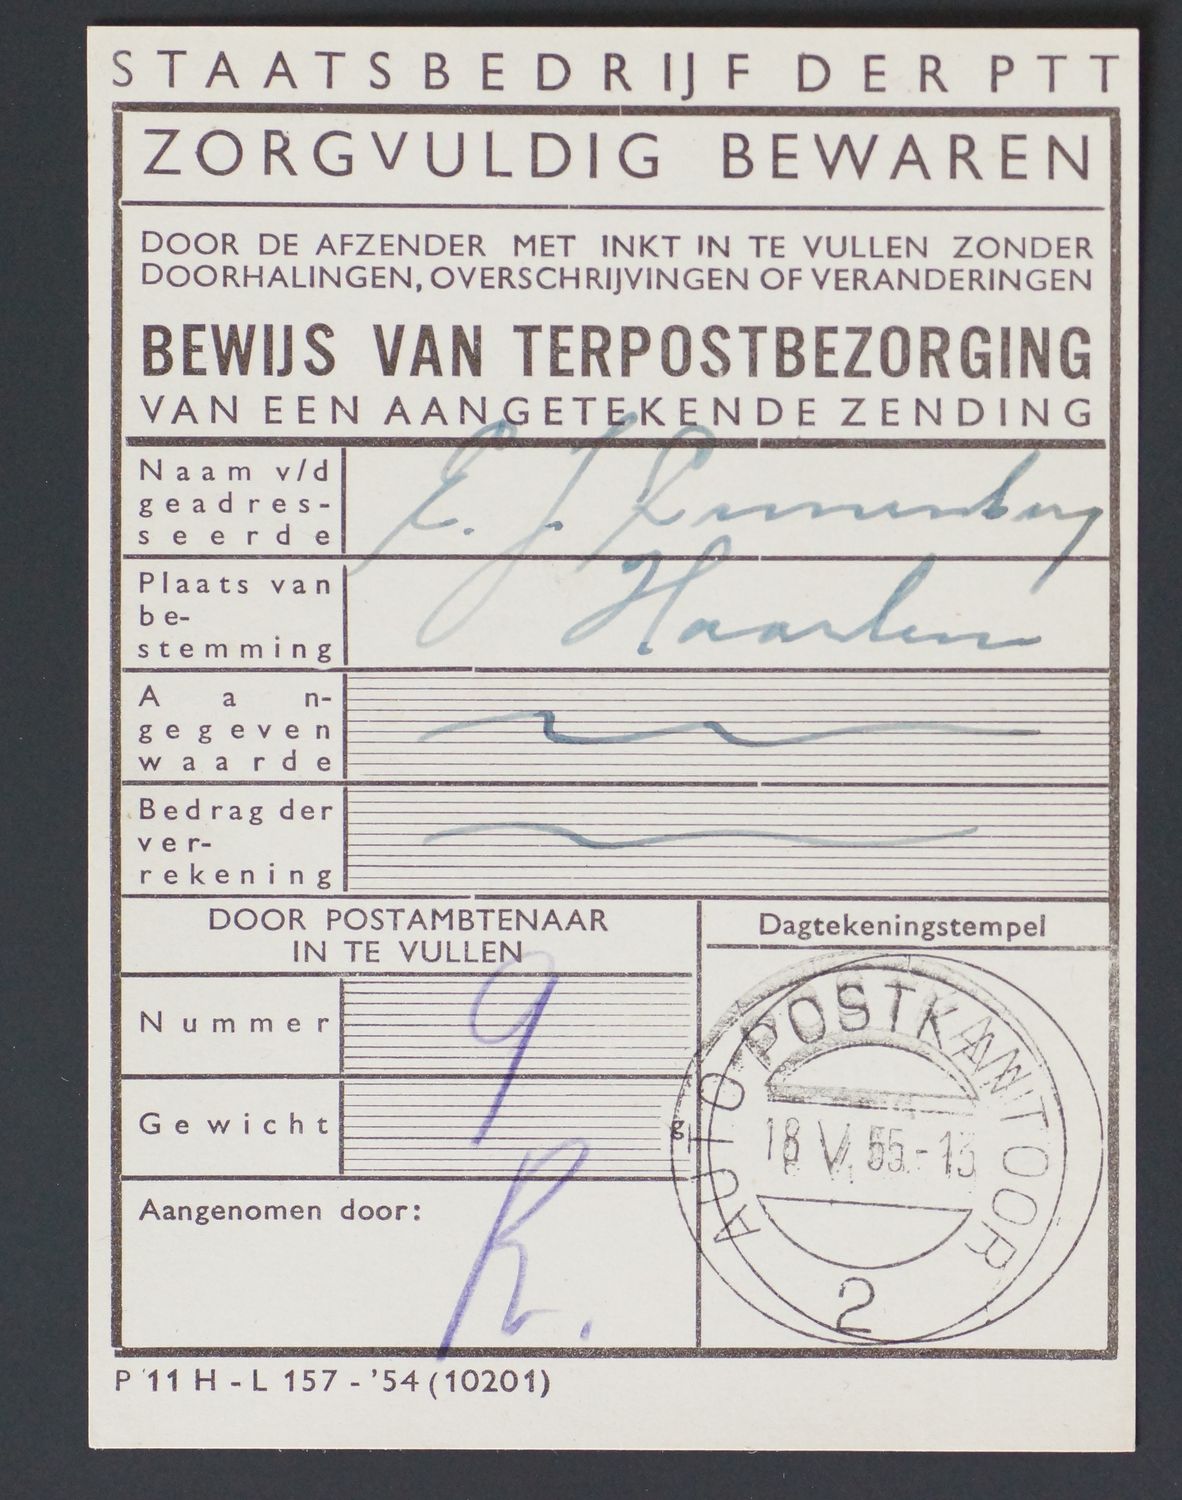 STAATSBEDRIJF DER PTT
ZORGVULDIG BEWAREN
DOOR DE AFZENDER MET INKT IN TE VULLEN ZONDER
DOORHALINGEN, OVERSCHRIJVINGEN OF VERANDERINGEN
BEWIJS VAN TERPOSTBEZORGING
VAN EEN AANGETEKENDE ZENDING
Naam v/d
geadres-
seerde
E. J.
Plaats van
be-
stemming
Haarlem
Aan-
gegeven
waarde
Bedrag der
ver-
rekening
DOOR POSTAMBTENAAR
IN TE VULLEN
Nummer
9
Gewicht
g
Aangenomen door:
R.
Dagtekeningstempel
AUTO-POSTKANTOOR
18 VI 55.-13
2
P 11 H - L 157 - '54 (10201)